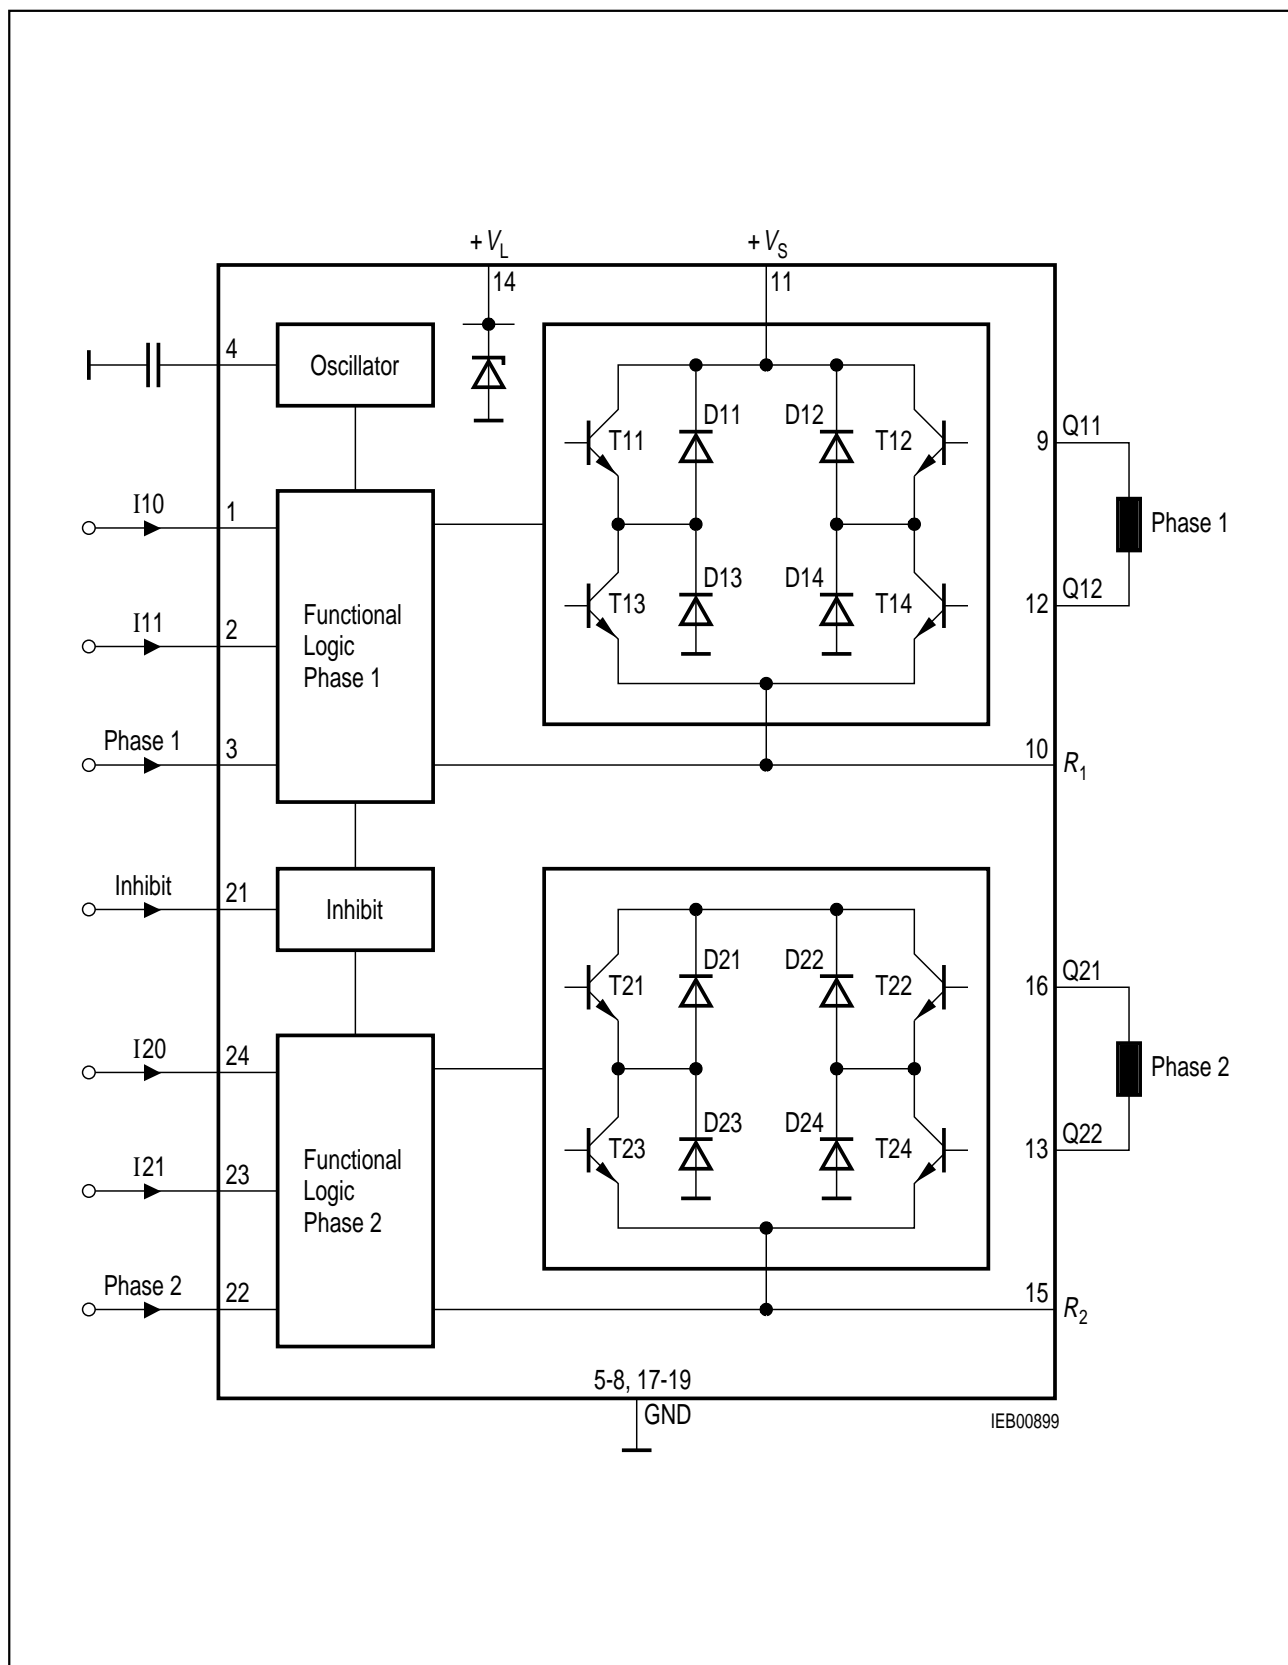 + VL
+ VS
14
11
4
Oscillator
D11
D12
T11
T12
9
Q11
I10
1
Phase 1
D13
D14
T13
T14
12
Q12
I11
2
Functional
Logic
Phase 1
Phase 1
3
10
R1
Inhibit
21
Inhibit
D21
D22
T21
T22
16
Q21
I20
24
Phase 2
D23
D24
T23
T24
13
Q22
I21
23
Functional
Logic
Phase 2
Phase 2
22
15
R2
5-8, 17-19
GND
IEB00899